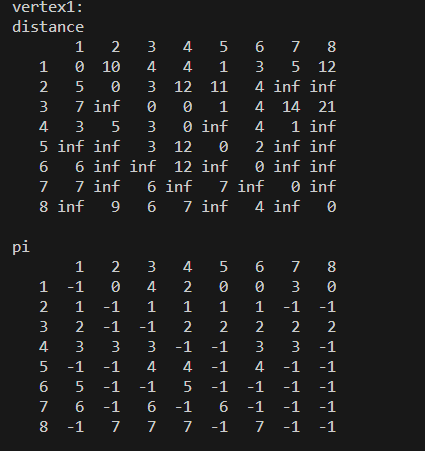 vertex1:
distance
1 2 3 4 5 6 7 8
1 0 10 4 4 1 3 5 12
2 5 0 3 12 11 4 inf inf
3 7 inf 0 0 1 4 14 21
4 3 5 3 0 inf 4 1 inf
5 inf inf 3 12 0 2 inf inf
6 6 inf inf 12 inf 0 inf inf
7 7 inf 6 inf 7 inf 0 inf
8 inf 9 6 7 inf 4 inf 0
pi
1 2 3 4 5 6 7 8
1 -1 0 4 2 0 0 3 0
2 1 -1 1 1 1 1 -1 -1
3 2 -1 -1 2 2 2 2 2
4 3 3 3 -1 -1 3 3 -1
5 -1 -1 4 4 -1 4 -1 -1
6 5 -1 -1 5 -1 -1 -1 -1
7 6 -1 6 -1 6 -1 -1 -1
8 -1 7 7 7 -1 7 -1 -1